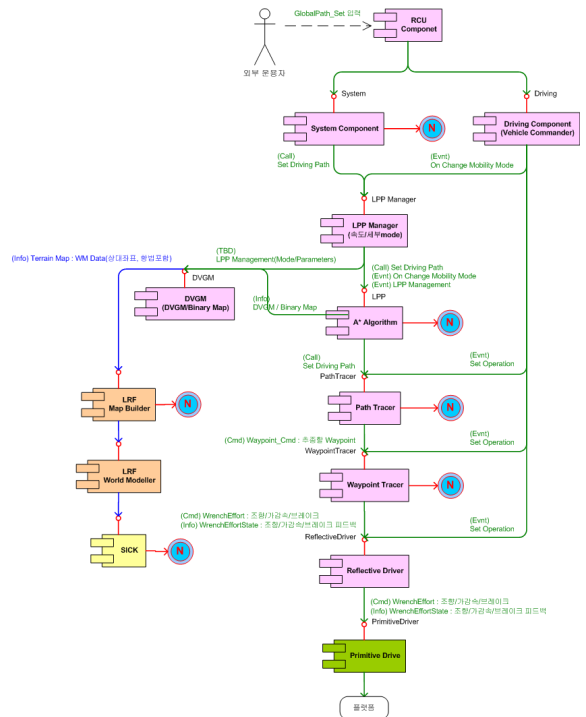 GlobalPath_Set 입력
RCU
Componet
외부 운용자
System
Driving
System Component
N
Driving Component
(Vehicle Commander)
(Call)
Set Driving Path
(Evnt)
On Change Mobility Mode
LPP Manager
LPP Manager
(속도/세부mode)
(TBD)
LPP Management(Mode/Parameters)
(Info) Terrain Map : WM Data(상대좌표, 항법포함)
DVGM
(Call) Set Driving Path
(Evnt) On Change Mobility Mode
(Evnt) LPP Management
LPP
DVGM
(DVGM/Binary Map)
(Info)
DVGM / Binary Map
A* Algorithm
N
(Call)
Set Driving Path
PathTracer
(Evnt)
Set Operation
LRF
Map Builder
N
Path Tracer
N
(Cmd) Waypoint_Cmd : 추종할 Waypoint
WaypointTracer
(Evnt)
Set Operation
LRF
World Modeller
Waypoint Tracer
N
(Cmd) WrenchEffort : 조향/가감속/브레이크
(Info) WrenchEffortState : 조향/가감속/브레이크 피드백
ReflectiveDriver
(Evnt)
Set Operation
SICK
N
Reflective Driver
(Cmd) WrenchEffort : 조향/가감속/브레이크
(Info) WrenchEffortState : 조향/가감속/브레이크 피드백
PrimitiveDriver
Primitive Drive
플랫폼